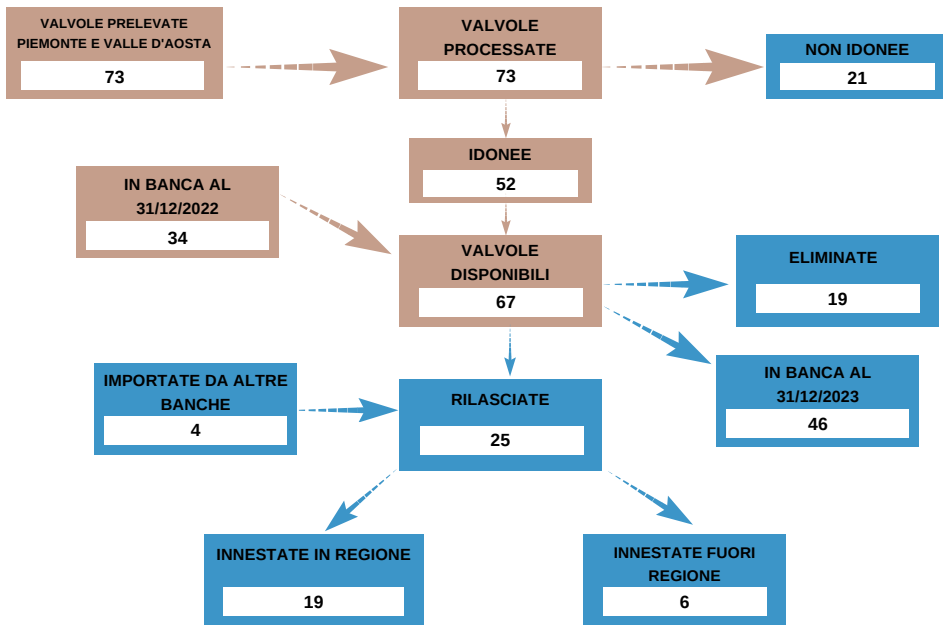 VALVOLE PRELEVATE
PIEMONTE E VALLE D'AOSTA
73
VALVOLE
PROCESSATE
73
NON IDONEE
21
IDONEE
52
IN BANCA AL
31/12/2022
34
VALVOLE
DISPONIBILI
67
ELIMINATE
19
IN BANCA AL
31/12/2023
46
IMPORTATE DA ALTRE
BANCHE
4
RILASCIATE
25
INNESTATE IN REGIONE
19
INNESTATE FUORI
REGIONE
6